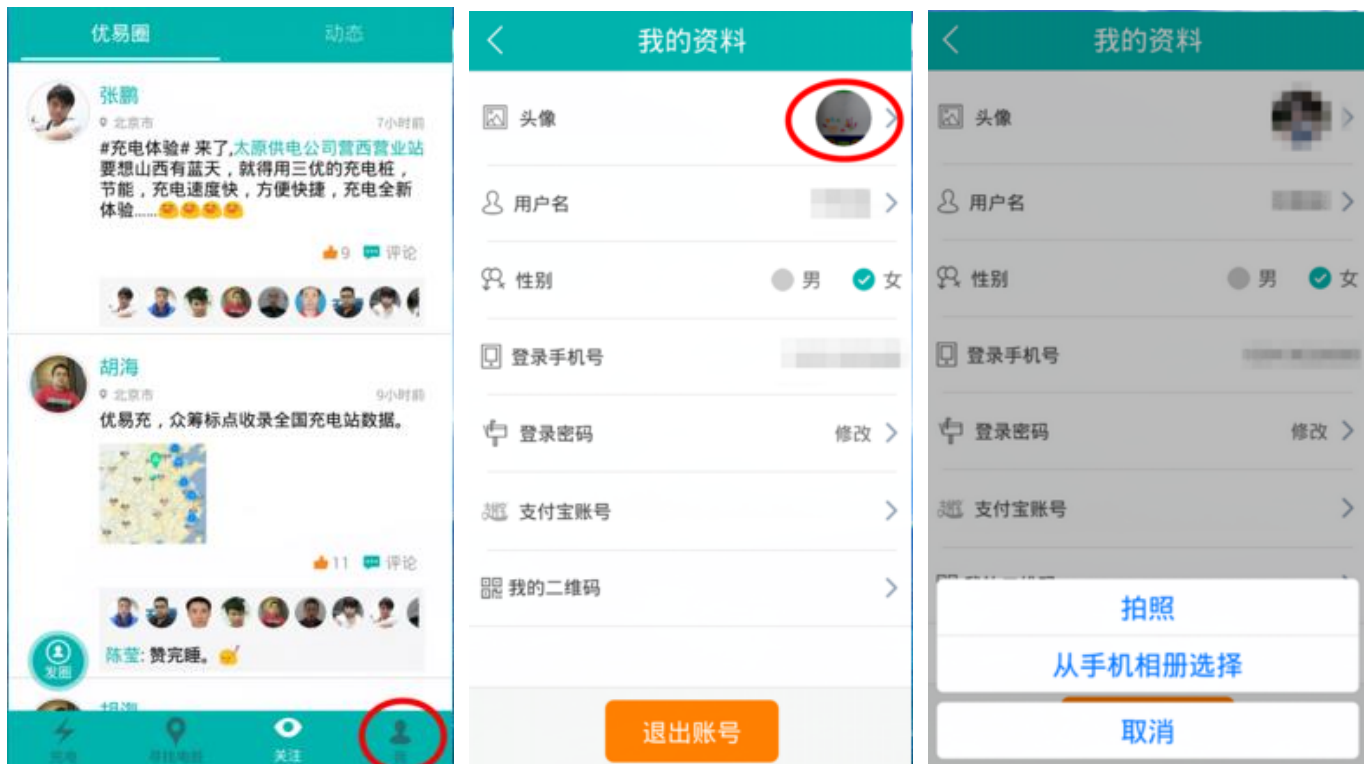 优易圈
动态
张鹏
北京市
7小时前
#充电体验# 来了,太原供电公司营西营业站
要想山西有蓝天，就得用三优的充电桩，
节能，充电速度快，方便快捷，充电全新
体验......
9
评论
胡海
北京市
9小时前
优易充，众筹标点收录全国充电站数据。
11
评论
陈莹: 赞完睡。
发圈
胡海
充电
寻找电桩
关注
我
我的资料
头像
用户名
性别
男
女
登录手机号
登录密码
修改
支付宝账号
我的二维码
退出账号
我的资料
头像
用户名
性别
男
女
登录手机号
登录密码
修改
支付宝账号
拍照
从手机相册选择
取消